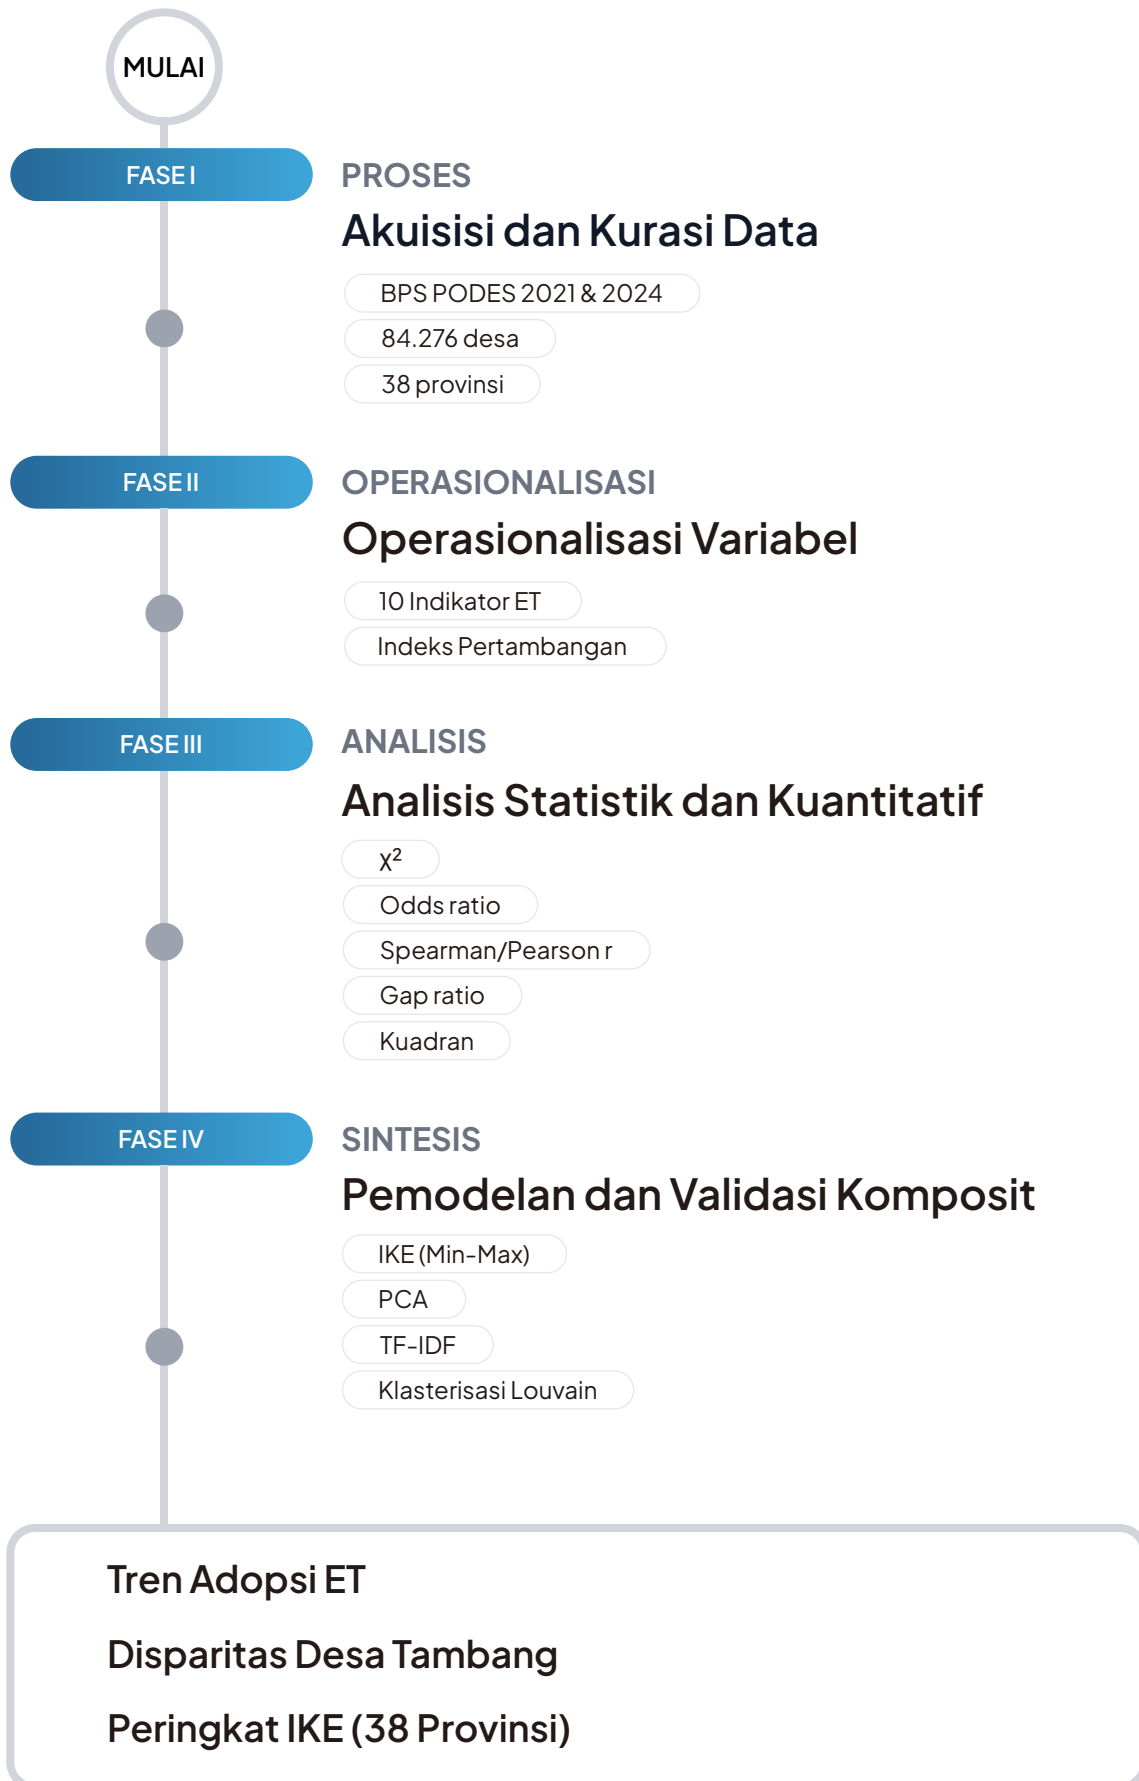 MULAI
FASE I
PROSES
Akuisisi dan Kurasi Data
BPS PODES 2021 & 2024
84.276 desa
38 provinsi
FASE II
OPERASIONALISASI
Operasionalisasi Variabel
10 Indikator ET
Indeks Pertambangan
FASE III
ANALISIS
Analisis Statistik dan Kuantitatif
χ²
Odds ratio
Spearman/Pearson r
Gap ratio
Kuadran
FASE IV
SINTESIS
Pemodelan dan Validasi Komposit
IKE (Min-Max)
PCA
TF-IDF
Klasterisasi Louvain
Tren Adopsi ET
Disparitas Desa Tambang
Peringkat IKE (38 Provinsi)